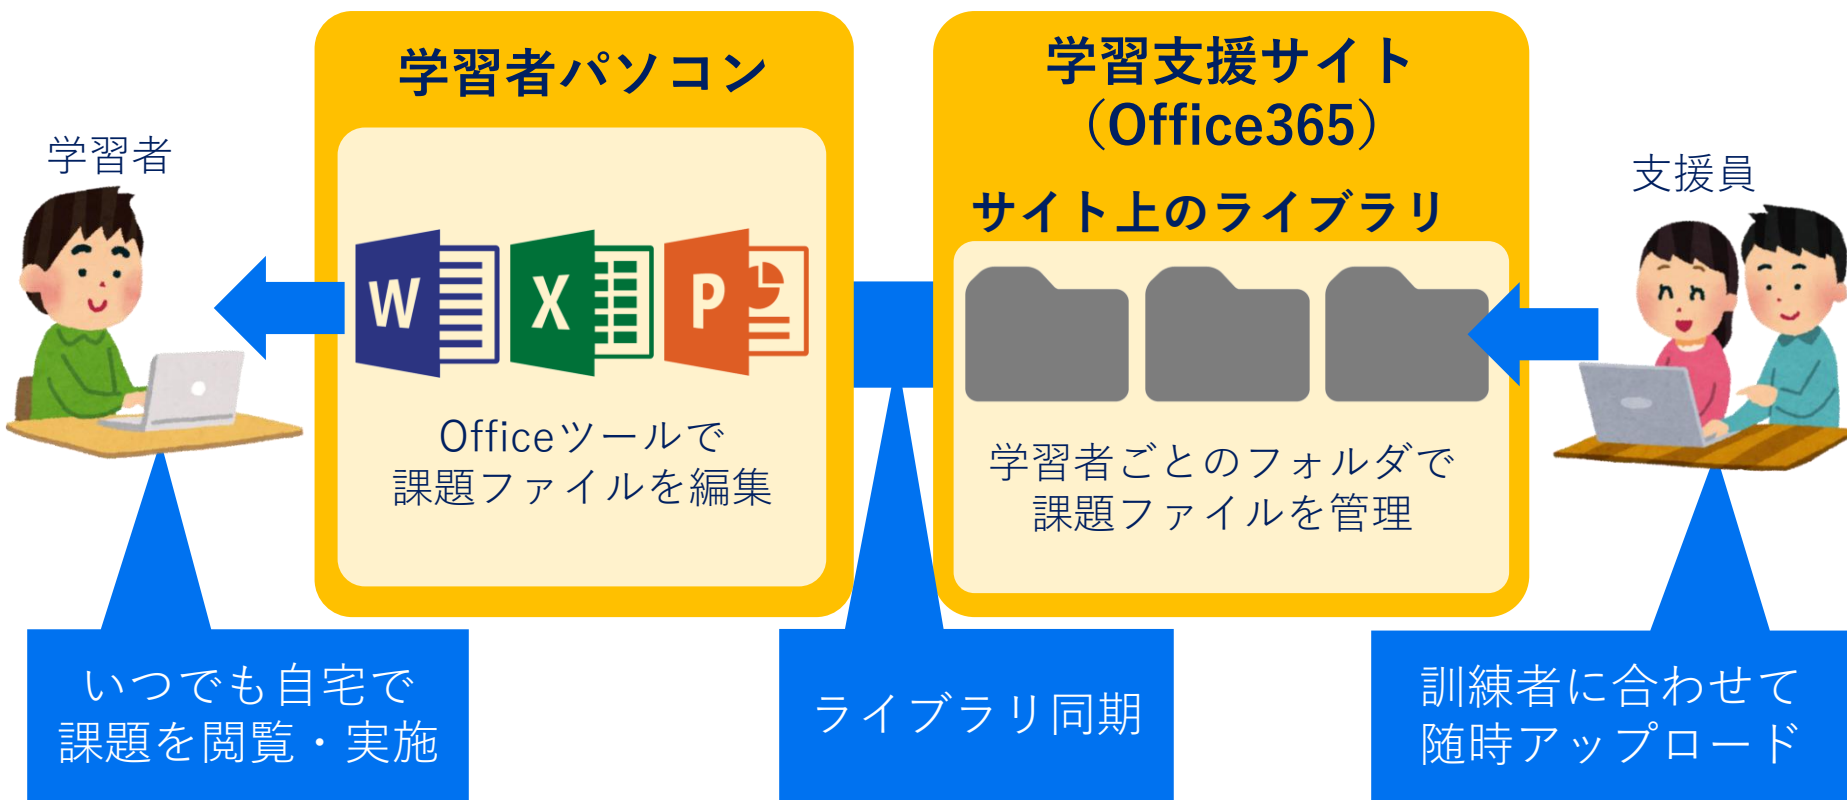 学習者
学習者パソコン
W
X
P
Officeツールで
課題ファイルを編集
学習支援サイト
（Office365）
サイト上のライブラリ
学習者ごとのフォルダで
課題ファイルを管理
支援員
いつでも自宅で
課題を閲覧・実施
ライブラリ同期
訓練者に合わせて
随時アップロード